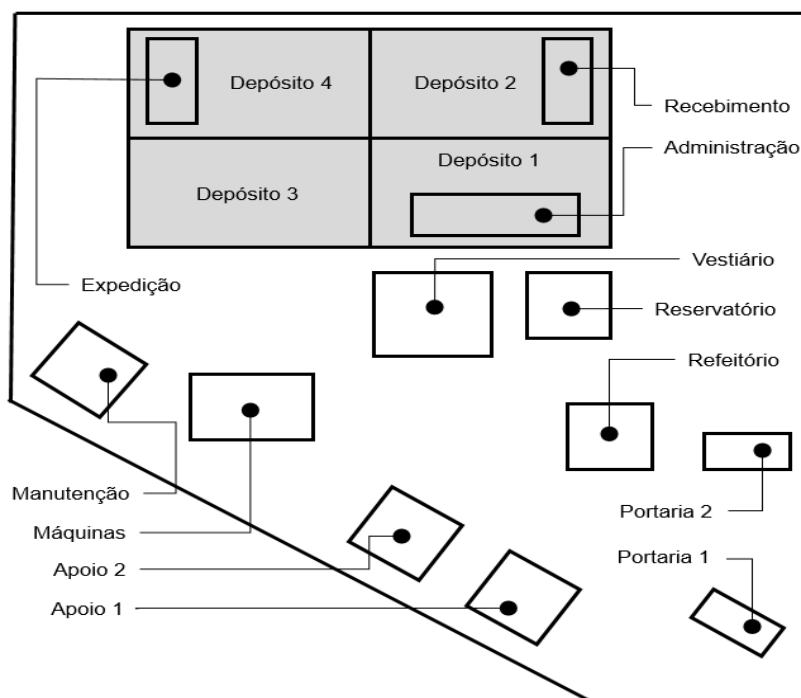 Depósito 4
Depósito 2
Recebimento
Administração
Depósito 1
Depósito 3
Vestiário
Expedição
Reservatório
Refeitório
Manutenção
Portaria 2
Máquinas
Portaria 1
Apoio 2
Apoio 1